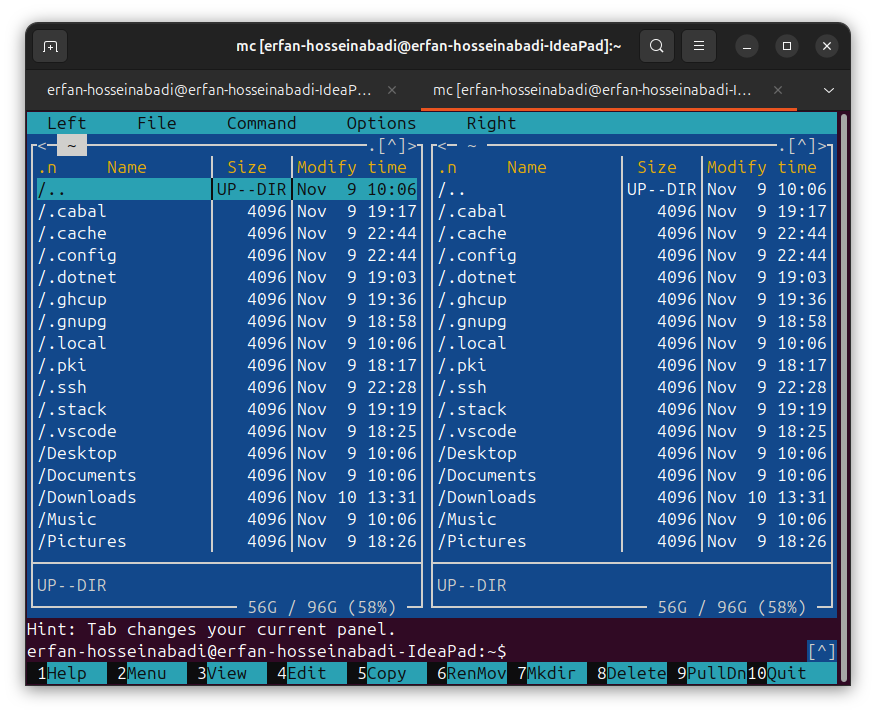 mc [erfan-hosseinabadi@erfan-hosseinabadi-IdeaPad]:~
erfan-hosseinabadi@erfan-hosseinabadi-IdeaP... × mc [erfan-hosseinabadi@erfan-hosseinabadi-I... ×
Left File Command Options Right
<- ~ .[^]> <- ~ .[^]>
.n Name Size Modify time .n Name Size Modify time
/.. UP--DIR Nov 9 10:06 /.. UP--DIR Nov 9 10:06
/.cabal 4096 Nov 9 19:17 /.cabal 4096 Nov 9 19:17
/.cache 4096 Nov 9 22:44 /.cache 4096 Nov 9 22:44
/.config 4096 Nov 9 22:44 /.config 4096 Nov 9 22:44
/.dotnet 4096 Nov 9 19:03 /.dotnet 4096 Nov 9 19:03
/.ghcup 4096 Nov 9 19:36 /.ghcup 4096 Nov 9 19:36
/.gnupg 4096 Nov 9 18:58 /.gnupg 4096 Nov 9 18:58
/.local 4096 Nov 9 10:06 /.local 4096 Nov 9 10:06
/.pki 4096 Nov 9 18:17 /.pki 4096 Nov 9 18:17
/.ssh 4096 Nov 9 22:28 /.ssh 4096 Nov 9 22:28
/.stack 4096 Nov 9 19:19 /.stack 4096 Nov 9 19:19
/.vscode 4096 Nov 9 18:25 /.vscode 4096 Nov 9 18:25
/Desktop 4096 Nov 9 10:06 /Desktop 4096 Nov 9 10:06
/Documents 4096 Nov 9 10:06 /Documents 4096 Nov 9 10:06
/Downloads 4096 Nov 10 13:31 /Downloads 4096 Nov 10 13:31
/Music 4096 Nov 9 10:06 /Music 4096 Nov 9 10:06
/Pictures 4096 Nov 9 18:26 /Pictures 4096 Nov 9 18:26
UP--DIR UP--DIR
56G / 96G (58%) 56G / 96G (58%)
Hint: Tab changes your current panel.
erfan-hosseinabadi@erfan-hosseinabadi-IdeaPad:~$ [^]
1Help 2Menu 3View 4Edit 5Copy 6RenMov 7Mkdir 8Delete 9PullDn 10Quit